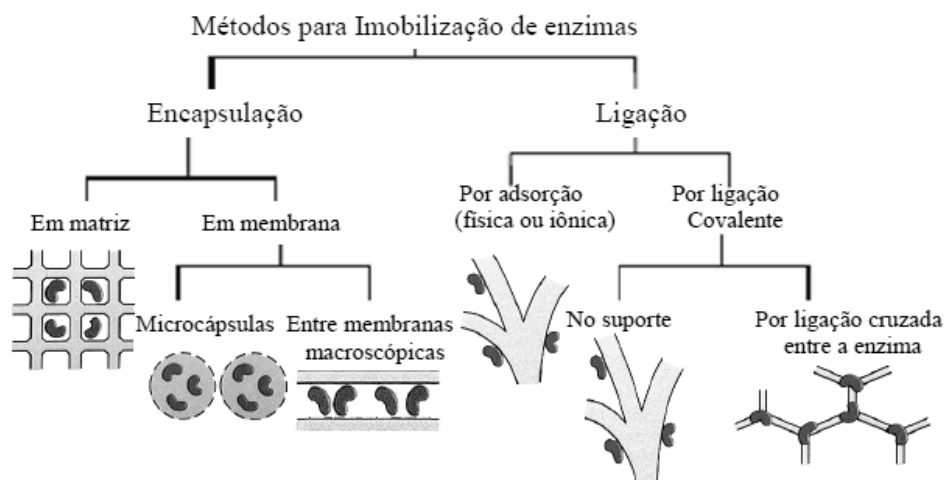 Métodos para Imobilização de enzimas
Encapsulação
Ligação
Em matriz
Em membrana
Por adsorção
(física ou iônica)
Por ligação
Covalente
Microcápsulas
Entre membranas
macroscópicas
No suporte
Por ligação cruzada
entre a enzima